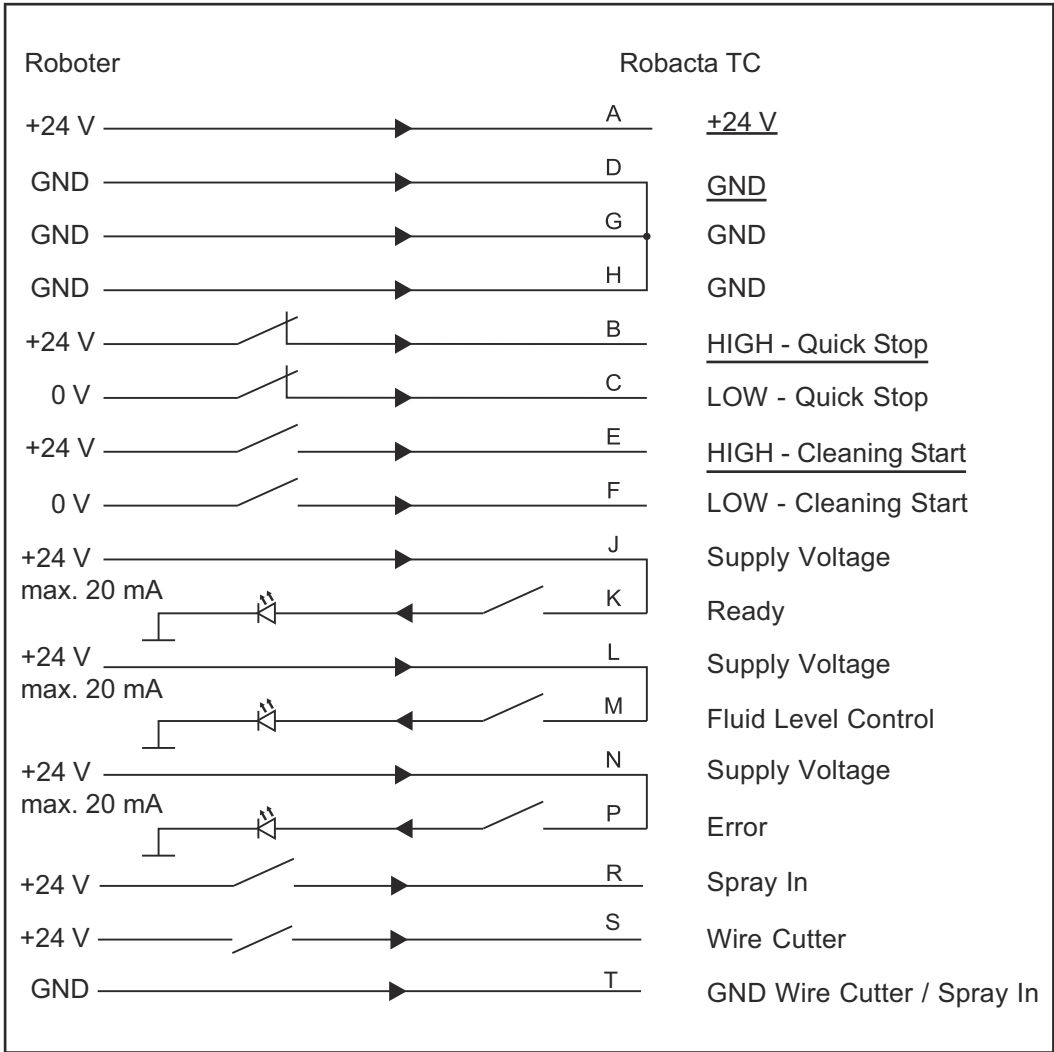 Roboter Robacta TC
+24 V A +24 V
GND D GND
GND G GND
GND H GND
+24 V B HIGH - Quick Stop
0 V C LOW - Quick Stop
+24 V E HIGH - Cleaning Start
0 V F LOW - Cleaning Start
+24 V J Supply Voltage
max. 20 mA
K Ready
+24 V L Supply Voltage
max. 20 mA
M Fluid Level Control
+24 V N Supply Voltage
max. 20 mA
P Error
+24 V R Spray In
+24 V S Wire Cutter
GND T GND Wire Cutter / Spray In